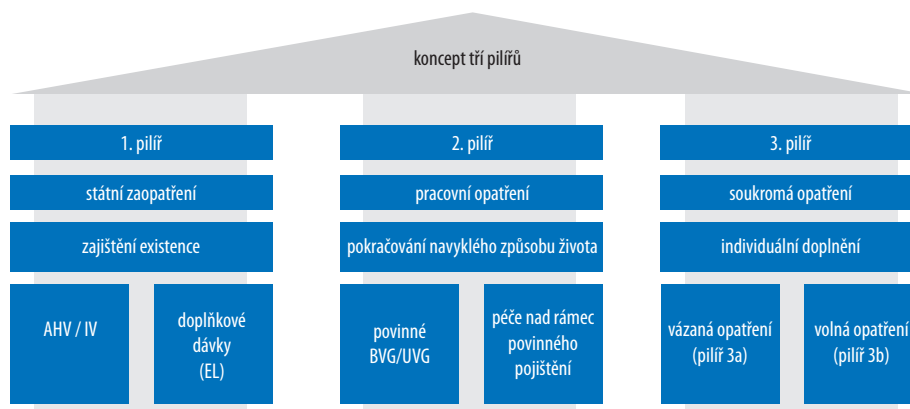 koncept tří pilířů
1. pilíř
2. pilíř
3. pilíř
státní zaopatření
pracovní opatření
soukromá opatření
zajištění existence
pokračování navyklého způsobu života
individuální doplnění
AHV / IV
doplňkové
dávky
(EL)
povinné
BVG/UVG
péče nad rámec
povinného
pojištění
vázaná opatření
(pilíř 3a)
volná opatření
(pilíř 3b)